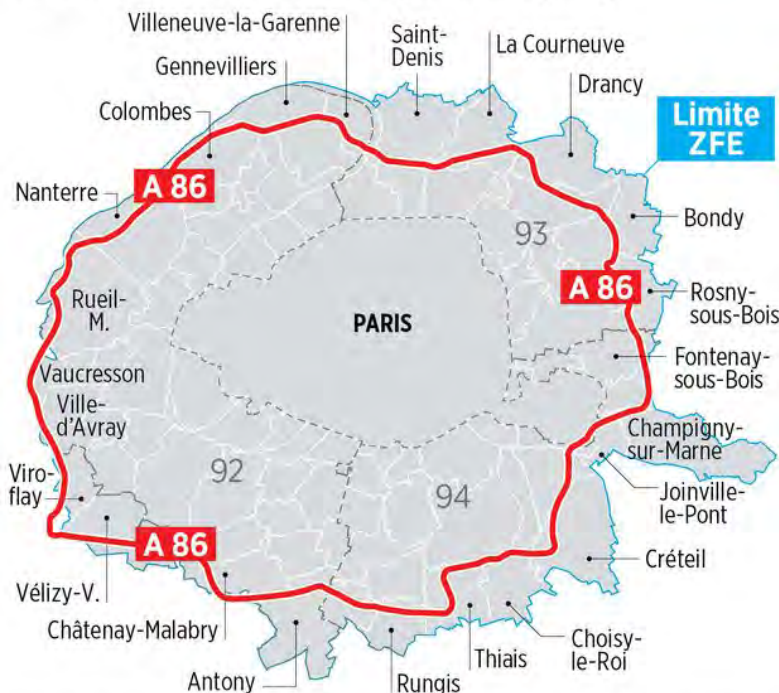 Villeneuve-la-Garenne
Saint-
Denis
La Courneuve
Gennevilliers
Drancy
Colombes
Limite
ZFE
A 86
Nanterre
93
Bondy
A 86
Rosny-
sous-Bois
Rueil-
M.
PARIS
Fontenay-
sous-Bois
Vaucresson
Ville-
d'Avray
Champigny-
sur-Marne
Viro-
flay
92
94
Joinville-
le-Pont
A 86
Créteil
Vélizy-V.
Châtenay-Malabry
Choisy-
le-Roi
Thiais
Antony
Rungis